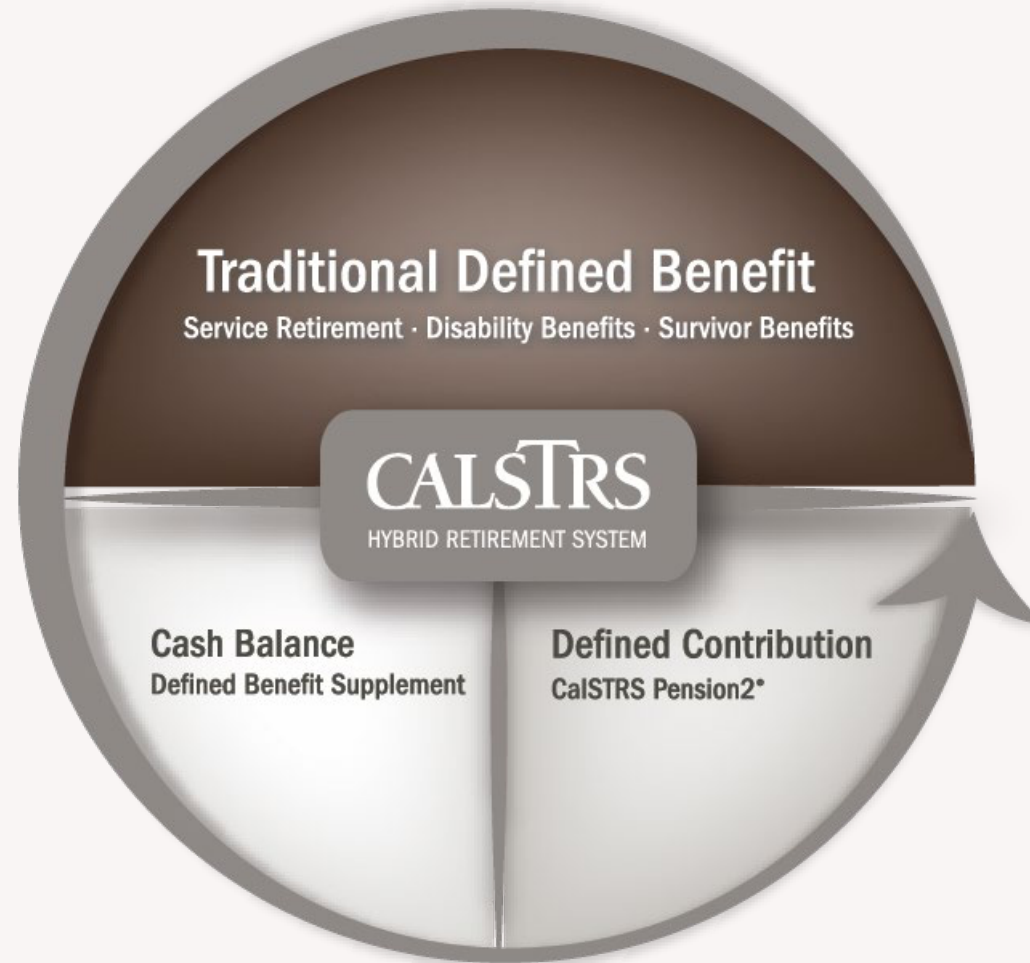 Traditional Defined Benefit
Service Retirement · Disability Benefits · Survivor Benefits
CALSTRS
HYBRID RETIREMENT SYSTEM
Cash Balance
Defined Benefit Supplement
Defined Contribution
CalSTRS Pension2®